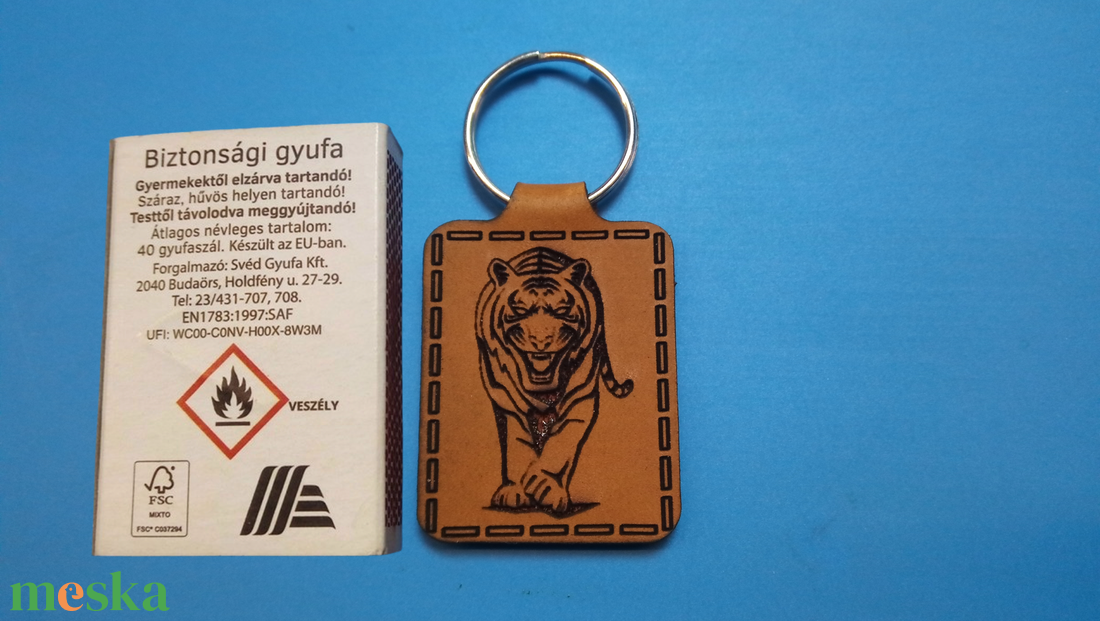 Biztonsági gyufa
Gyermekektől elzárva tartandó!
Száraz, hűvös helyen tartandó!
Testtől távolodva meggyújtandó!
Átlagos névleges tartalom:
40 gyufaszál. Készült az EU-ban.
Forgalmazó: Svéd Gyufa Kft.
2040 Budaörs, Holdfény u. 27-29.
Tel: 23/431-707, 708.
EN1783:1997:SAF
UFI: WC00-C0NV-H00X-8W3M
VESZÉLY
FSC
MIXTO
FSC® C037294
meska